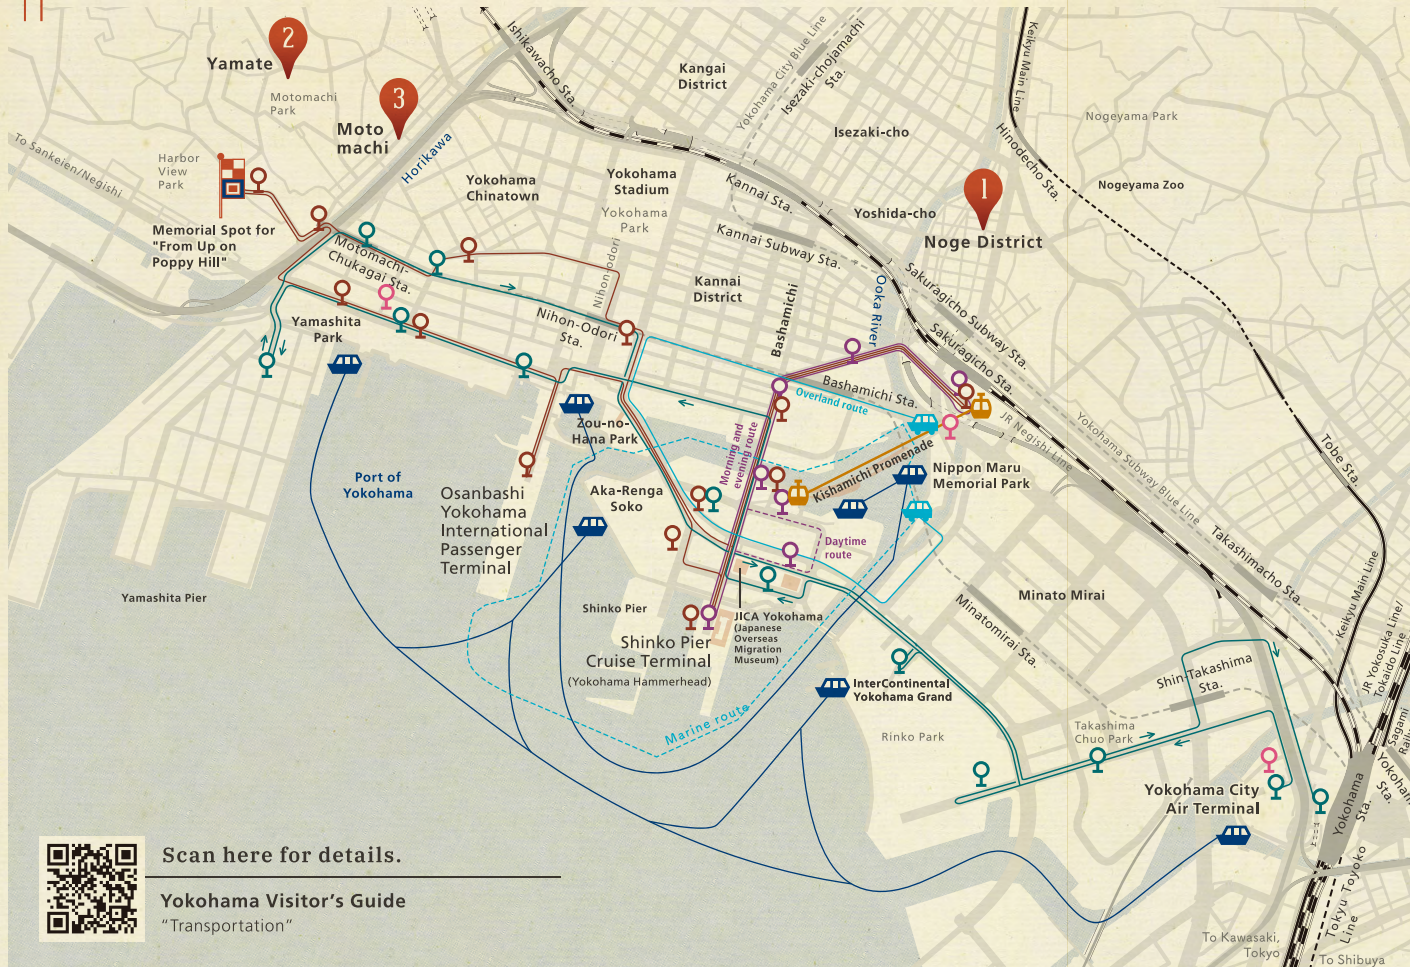 2
Yamate
Motomachi
Park
3
Moto
machi
Horikawa
To Sankeien/Negishi
Harbor
View
Park
Memorial Spot for
"From Up on
Poppy Hill"
Ishikawacho Sta.
Kangai
District
Yokohama City Blue Line
Isezaki-chojamachi
Sta.
Isezaki-cho
Keikyu Main Line
Hinodecho Sta.
Nogeyama Park
Nogeyama Zoo
1
Noge District
Yokohama
Chinatown
Yokohama
Stadium
Yokohama
Park
Kannai Sta.
Kannai Subway Sta.
Yoshida-cho
Motomachi-
Chukagai Sta.
Nihon-odori
Kannai
District
Bashamichi
Ooka River
Sakuragicho Subway Sta.
Sakuragicho Sta.
Yamashita
Park
Nihon-Odori
Sta.
Bashamichi Sta.
Overland route
JR Negishi Line
Yokohama Subway Blue Line
Tobe Sta.
Zou-no-
Hana Park
Morning and
evening route
Kishamichi Promenade
Nippon Maru
Memorial Park
Port of
Yokohama
Osanbashi
Yokohama
International
Passenger
Terminal
Aka-Renga
Soko
Daytime
route
Takashimacho Sta.
Keikyu Main Line
Yamashita Pier
Shinko Pier
JICA Yokohama
(Japanese
Overseas
Migration
Museum)
Minatomirai Sta.
Minato Mirai
Shinko Pier
Cruise Terminal
(Yokohama Hammerhead)
InterContinental
Yokohama Grand
Shin-Takashima
Sta.
JR Yokosuka Line/
Tokaido Line
Sagami
Marine route
Rinko Park
Takashima
Chuo Park
Yokohama City
Air Terminal
Yokohama
Sta.
Scan here for details.
Yokohama Visitor's Guide
"Transportation"
Tokyu Toyoko
Line
To Kawasaki,
Tokyo
To Shibuya